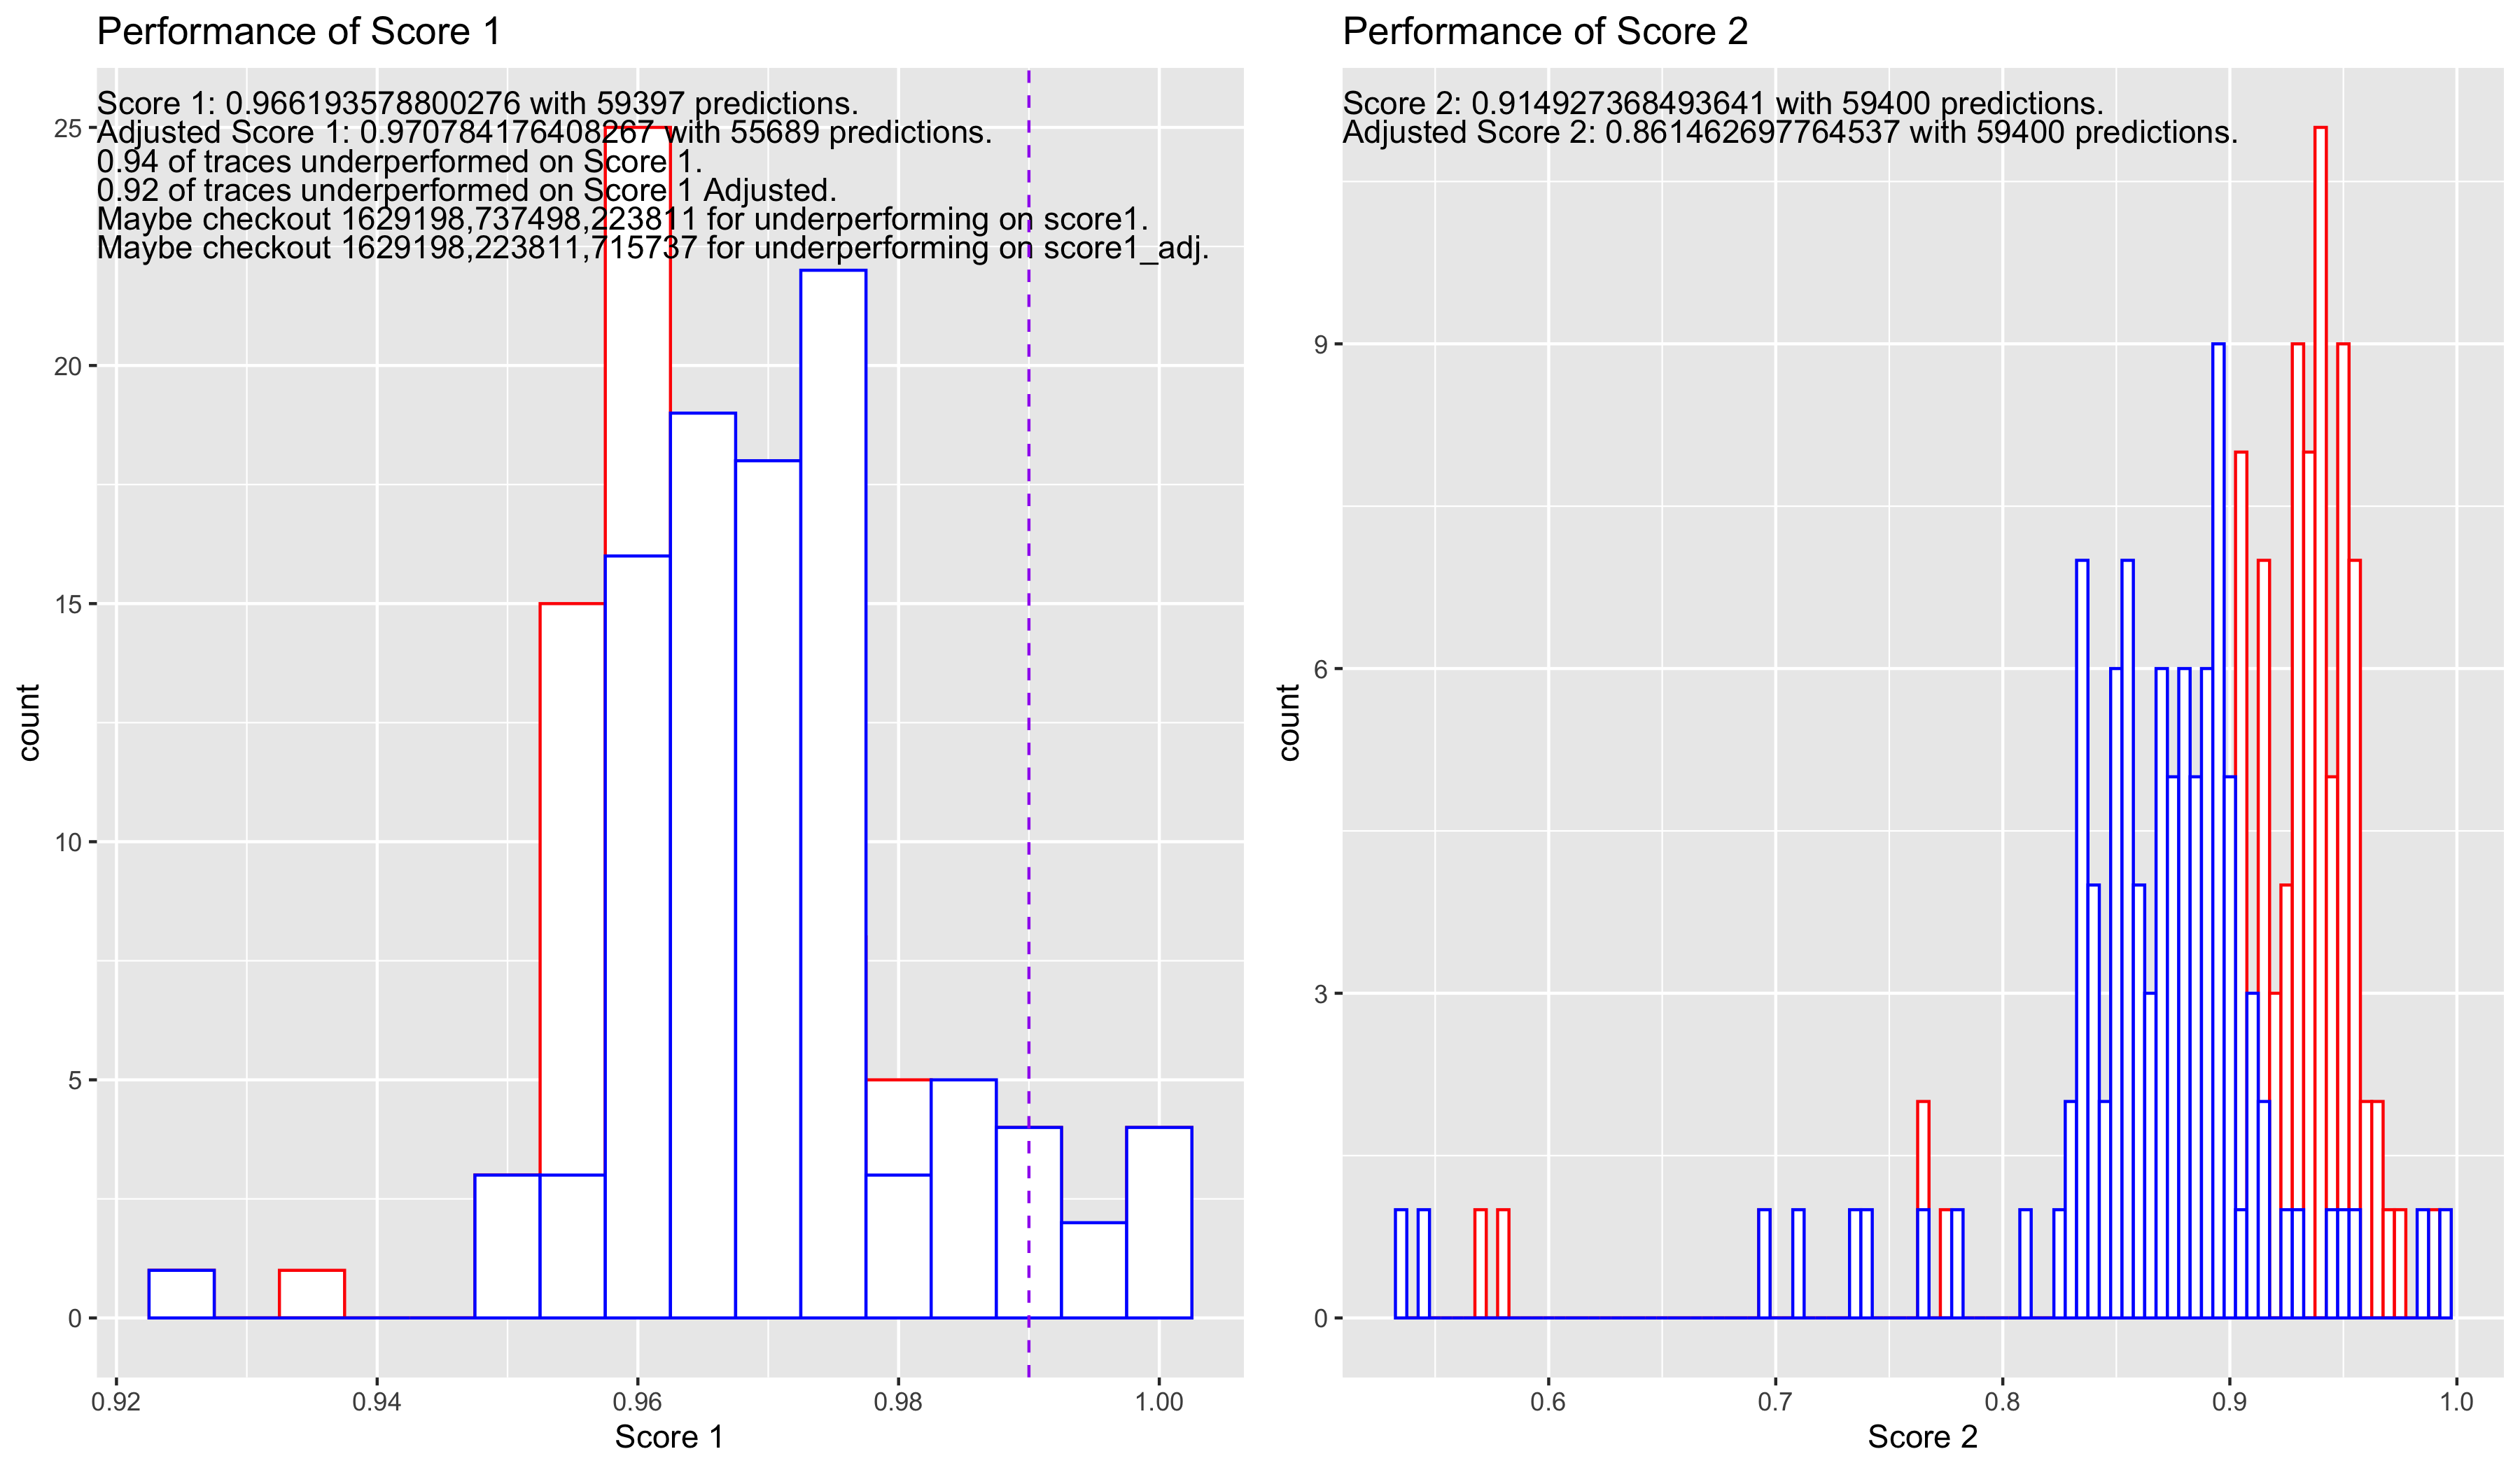 Performance of Score 1
Score 1: 0.966193578800276 with 59397 predictions.
Adjusted Score 1: 0.970784176408267 with 55689 predictions.
0.94 of traces underperformed on Score 1.
0.92 of traces underperformed on Score 1 Adjusted.
Maybe checkout 1629198,737498,223811 for underperforming on score1.
Maybe checkout 1629198,223811,715737 for underperforming on score1_adj.
25
20
15
10
5
0
count
0.92 0.94 0.96 0.98 1.00
Score 1
Performance of Score 2
Score 2: 0.914927368493641 with 59400 predictions.
Adjusted Score 2: 0.861462697764537 with 59400 predictions.
9
6
3
0
count
0.6 0.7 0.8 0.9 1.0
Score 2